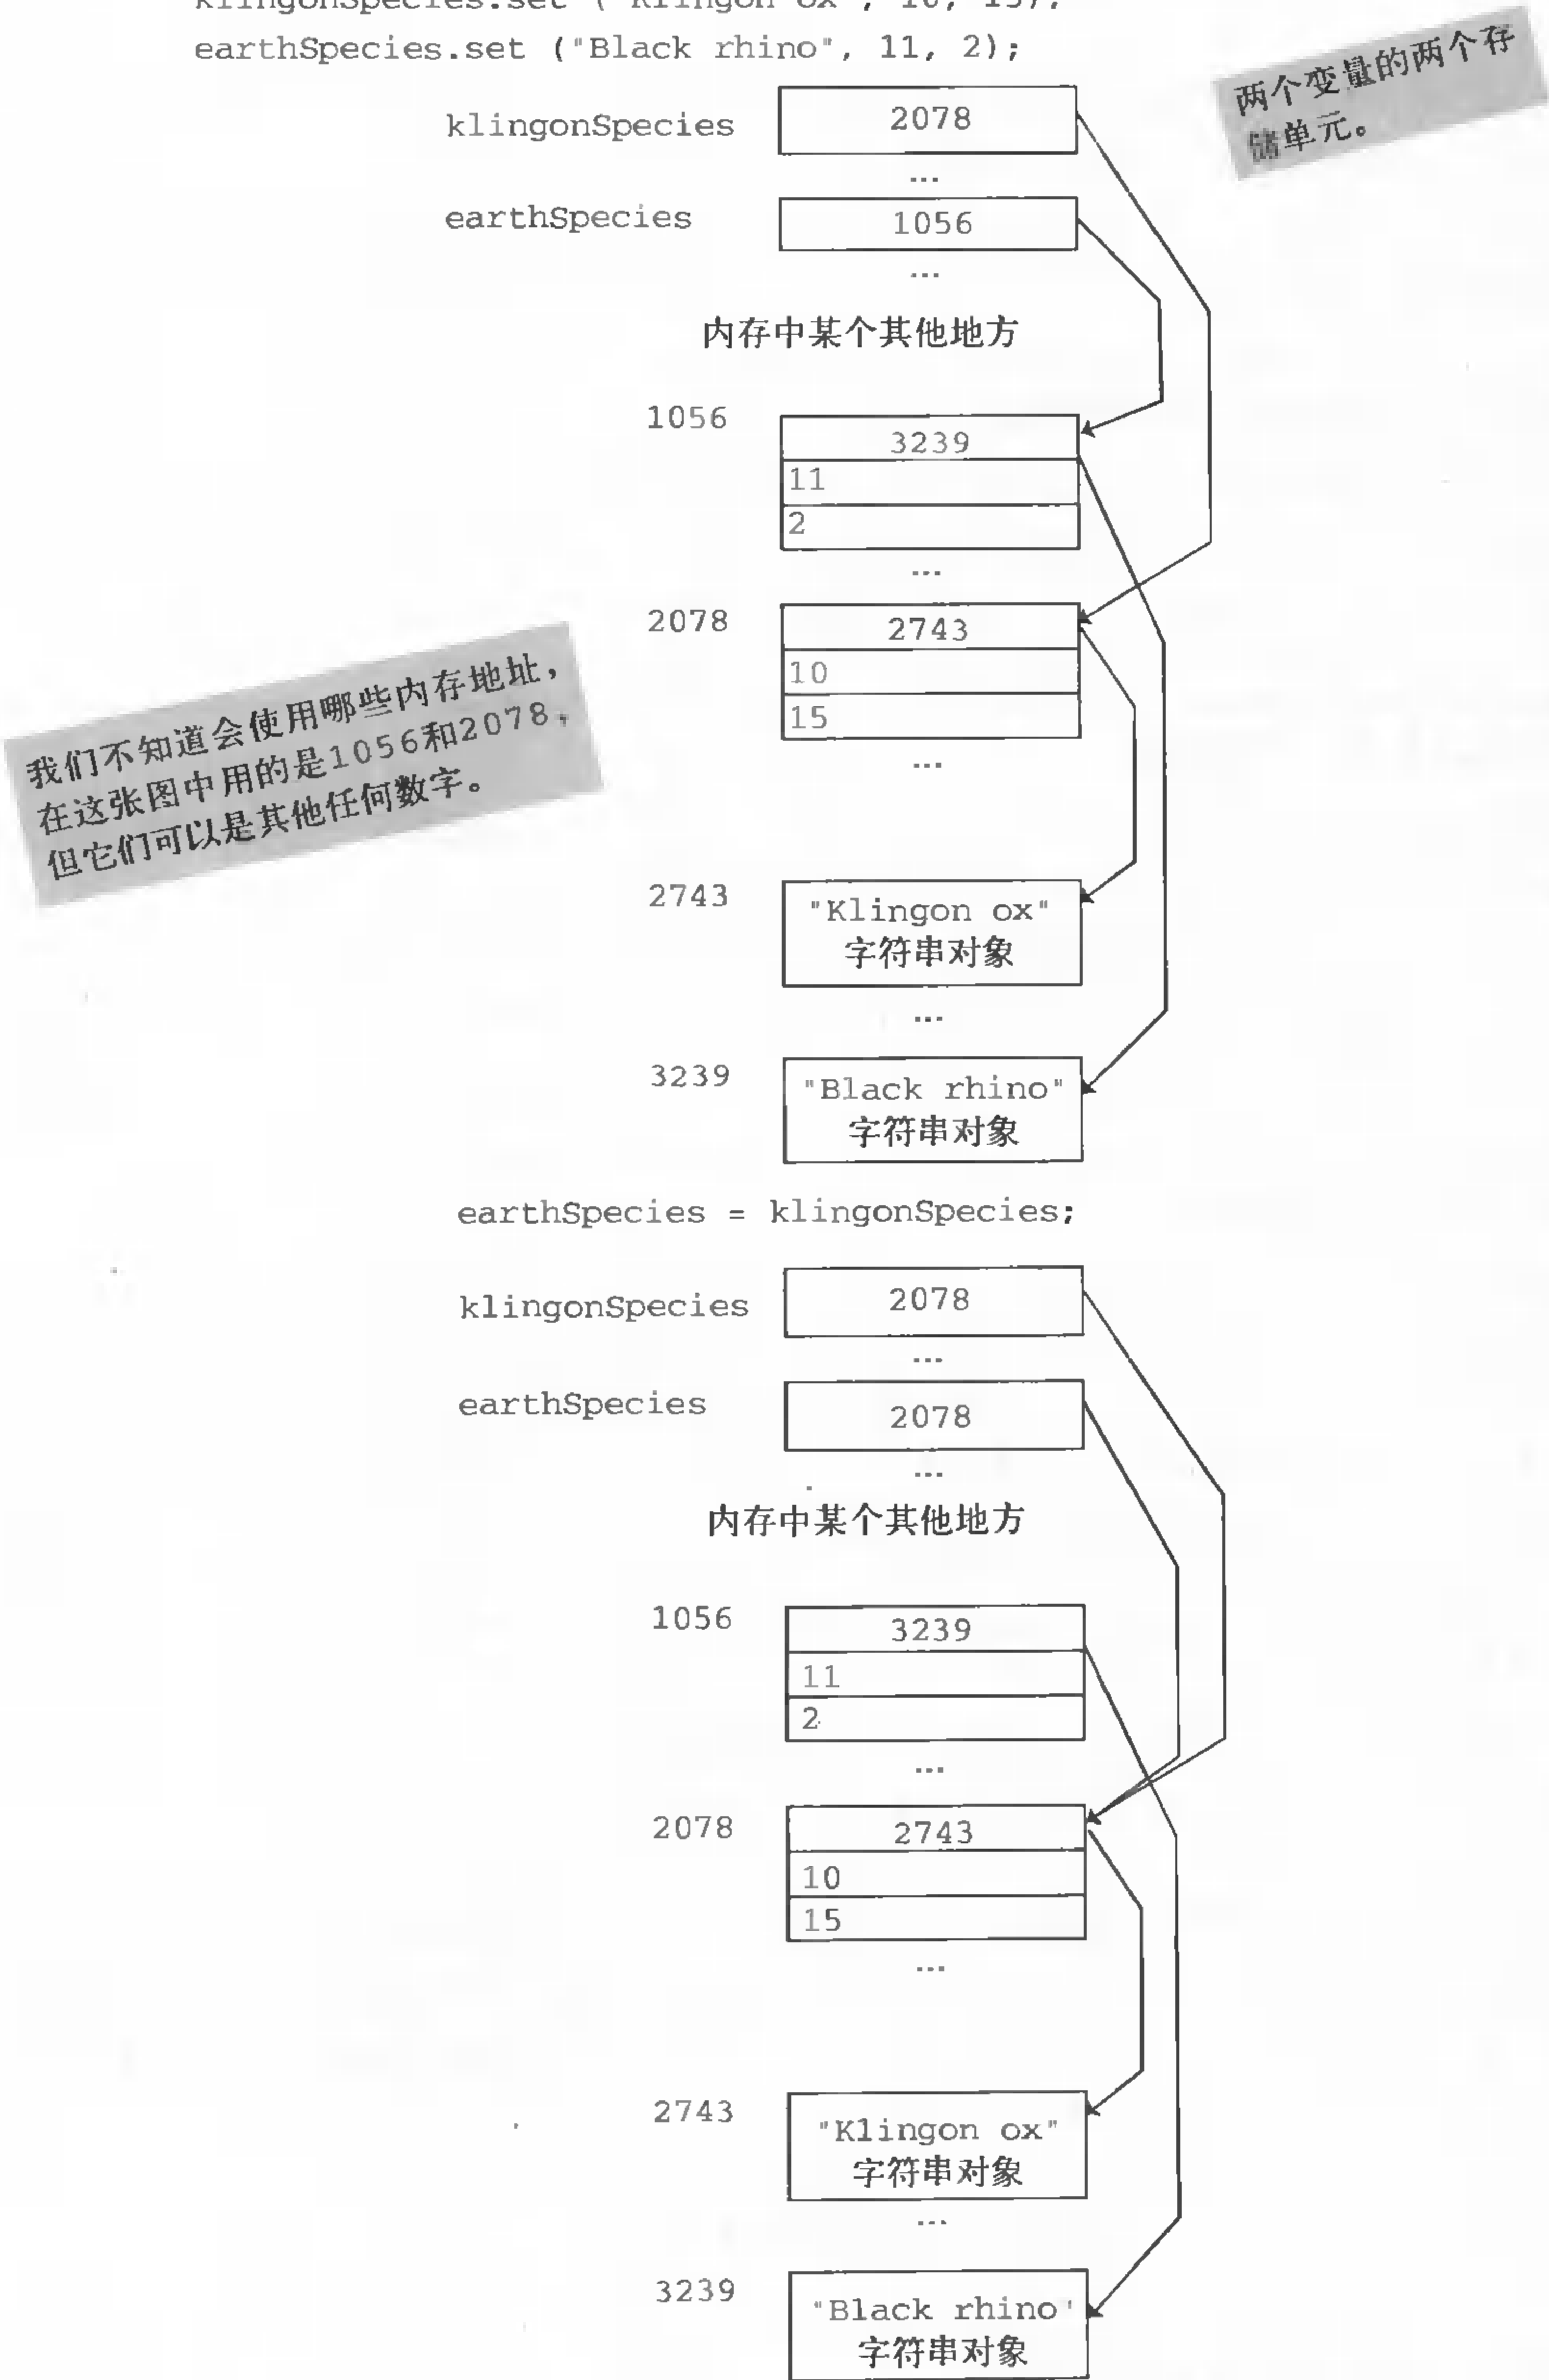 klingonSpecies.set ("Klingon ox", 10, 15);
earthSpecies.set ("Black rhino", 11, 2);
两个变量的两个存
储单元。
klingonSpecies 2078
...
earthSpecies 1056
...
内存中某个其他地方
1056 3239
11
2
...
2078 2743
10
15
...
我们不知道会使用哪些内存地址，
在这张图中用的是1056和2078，
但它们可以是其他任何数字。
2743 "Klingon ox"
字符串对象
...
3239 "Black rhino"
字符串对象
earthSpecies = klingonSpecies;
klingonSpecies 2078
...
earthSpecies 2078
...
内存中某个其他地方
1056 3239
11
2
...
2078 2743
10
15
...
2743 "Klingon ox"
字符串对象
...
3239 "Black rhino"
字符串对象